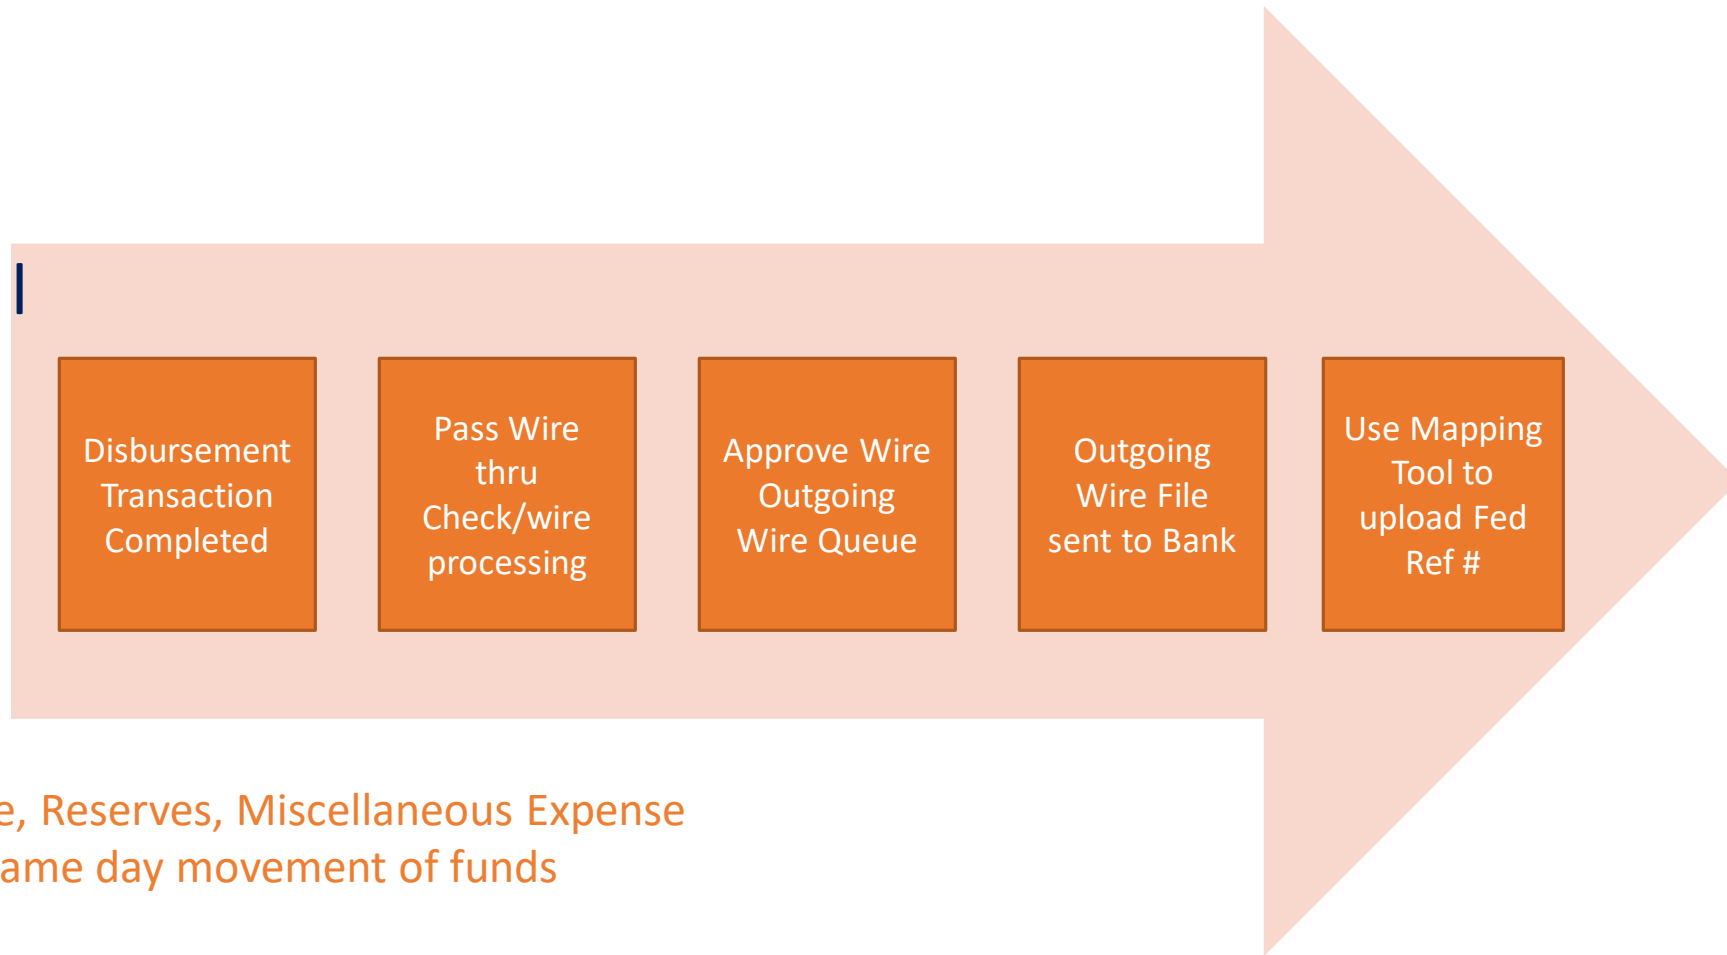 Disbursement
Transaction
Completed
Pass Wire
thru
Check/wire
processing
Approve Wire
Outgoing
Wire Queue
Outgoing
Wire File
sent to Bank
Use Mapping
Tool to
upload Fed
Ref #
e, Reserves, Miscellaneous Expense
ame day movement of funds